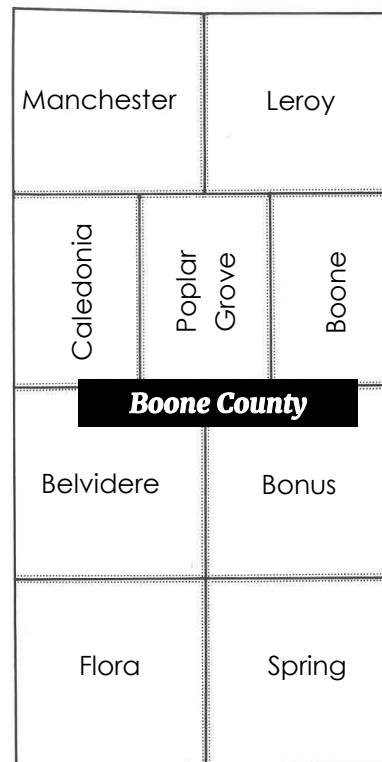 Manchester
Leroy
Caledonia
Poplar
Grove
Boone
Boone County
Belvidere
Bonus
Flora
Spring